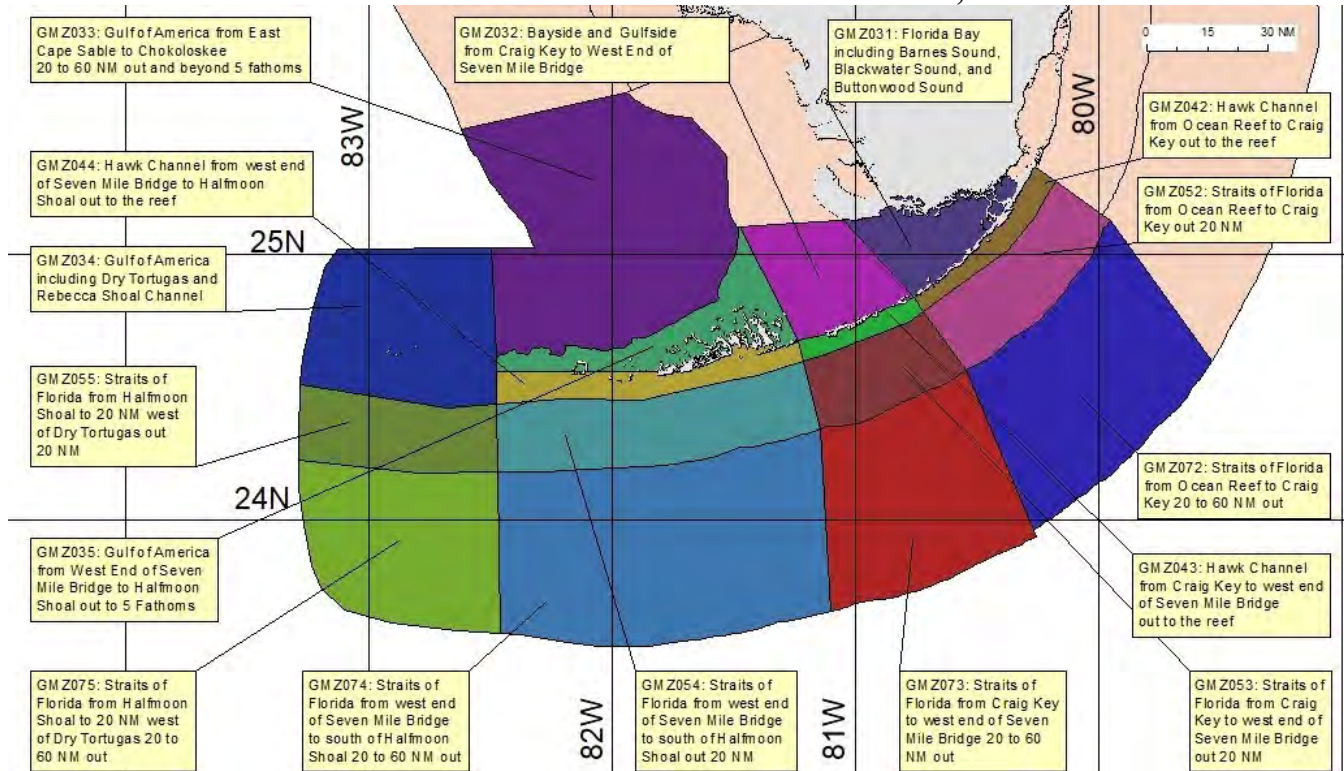 GMZ033: Gulf of America from East
Cape Sable to Chokoloskee
20 to 60 NM out and beyond 5 fathoms
GMZ032: Bayside and Gulfside
from Craig Key to West End of
Seven Mile Bridge
GMZ031: Florida Bay
including Barnes Sound,
Blackwater Sound, and
Buttonwood Sound
0 15 30 NM
83W
80W
GMZ042: Hawk Channel
from Ocean Reef to Craig
Key out to the reef
GMZ044: Hawk Channel from west end
of Seven Mile Bridge to Halfmoon
Shoal out to the reef
GMZ052: Straits of Florida
from Ocean Reef to Craig
Key out 20 NM
25N
GMZ034: Gulf of America
including Dry Tortugas and
Rebecca Shoal Channel
GMZ055: Straits of
Florida from Halfmoon
Shoal to 20 NM west
of Dry Tortugas out
20 NM
GMZ072: Straits of Florida
from Ocean Reef to Craig
Key 20 to 60 NM out
24N
GMZ035: Gulf of America
from West End of Seven
Mile Bridge to Halfmoon
Shoal out to 5 Fathoms
GMZ043: Hawk Channel
from Craig Key to west end
of Seven Mile Bridge
out to the reef
GMZ075: Straits of
Florida from Halfmoon
Shoal to 20 NM west
of Dry Tortugas 20 to
60 NM out
GMZ074: Straits of
Florida from west end
of Seven Mile Bridge
to south of Halfmoon
Shoal 20 to 60 NM out
82W
GMZ054: Straits of
Florida from west end
of Seven Mile Bridge
to south of Halfmoon
Shoal out 20 NM
81W
GMZ073: Straits of
Florida from Craig Key
to west end of Seven
Mile Bridge 20 to 60
NM out
GMZ053: Straits of
Florida from Craig
Key to west end of
Seven Mile Bridge
out 20 NM